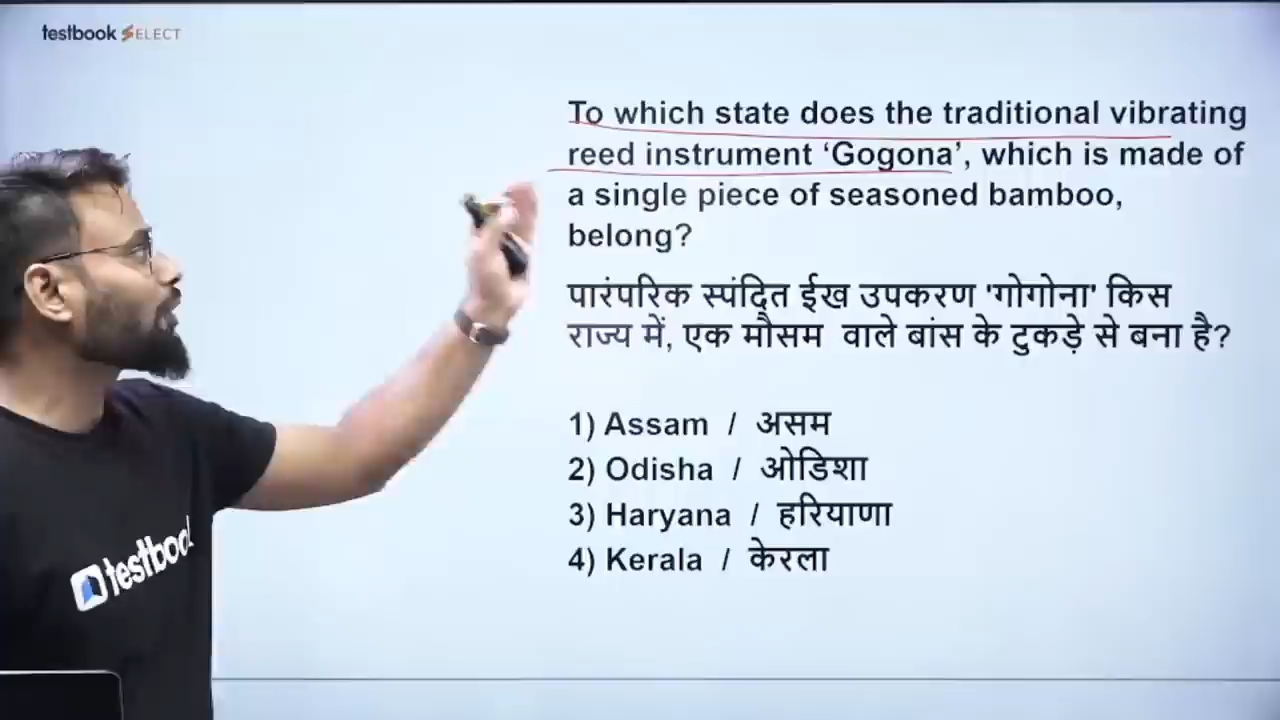 testbook SELECT
To which state does the traditional vibrating
reed instrument ‘Gogona’, which is made of
a single piece of seasoned bamboo,
belong?
पारंपरिक स्पंदित ईख उपकरण 'गोगोना' किस
राज्य में, एक मौसम वाले बांस के टुकड़े से बना है?
1) Assam / असम
2) Odisha / ओडिशा
3) Haryana / हरियाणा
4) Kerala / केरला
testbook